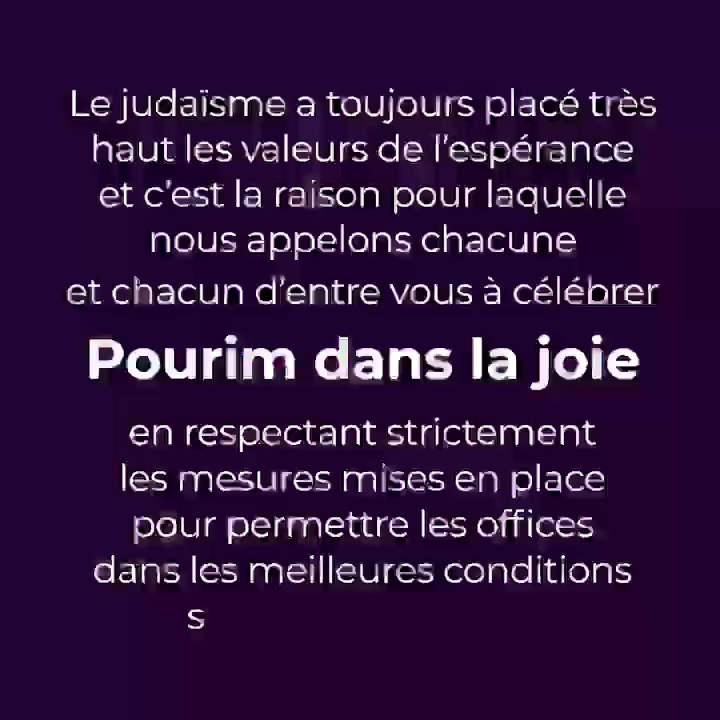 Le judaïsme a toujours placé très
haut les valeurs de l'espérance
et c'est la raison pour laquelle
nous appelons chacune
et chacun d'entre vous à célébrer
Pourim dans la joie
en respectant strictement
les mesures mises en place
pour permettre les offices
dans les meilleures conditions
s